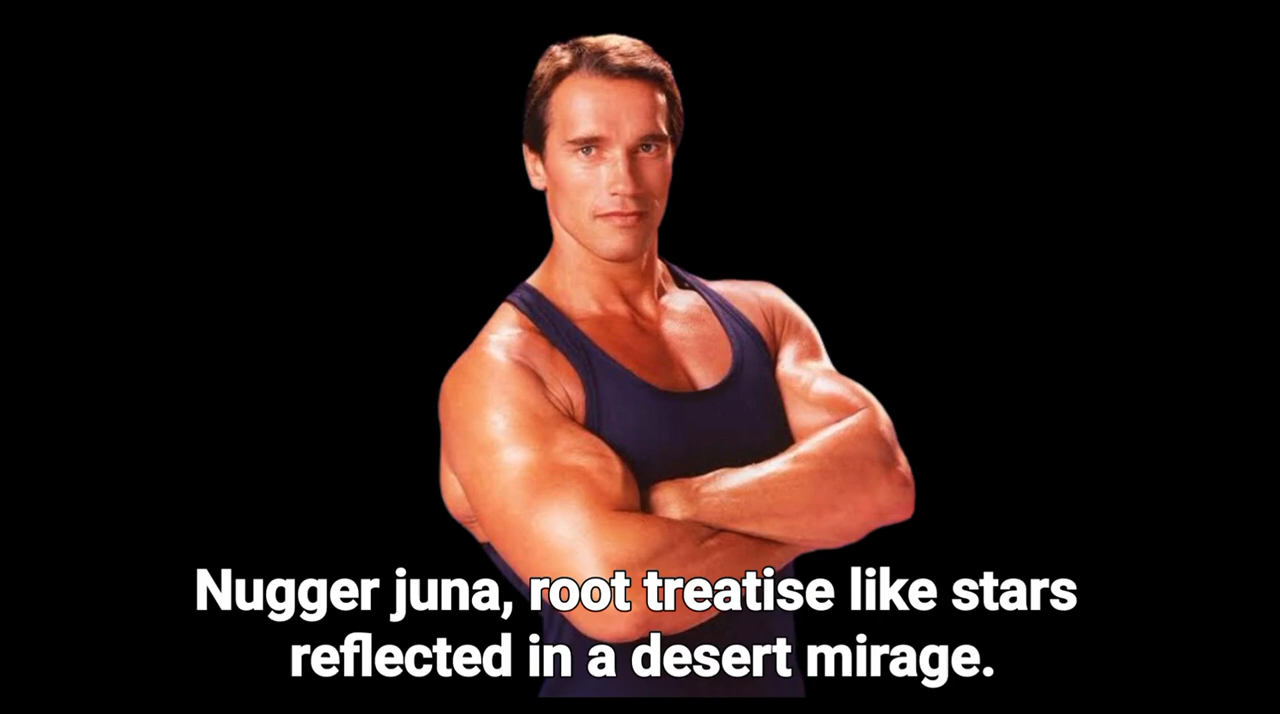 Nugger juna, root treatise like stars
reflected in a desert mirage.